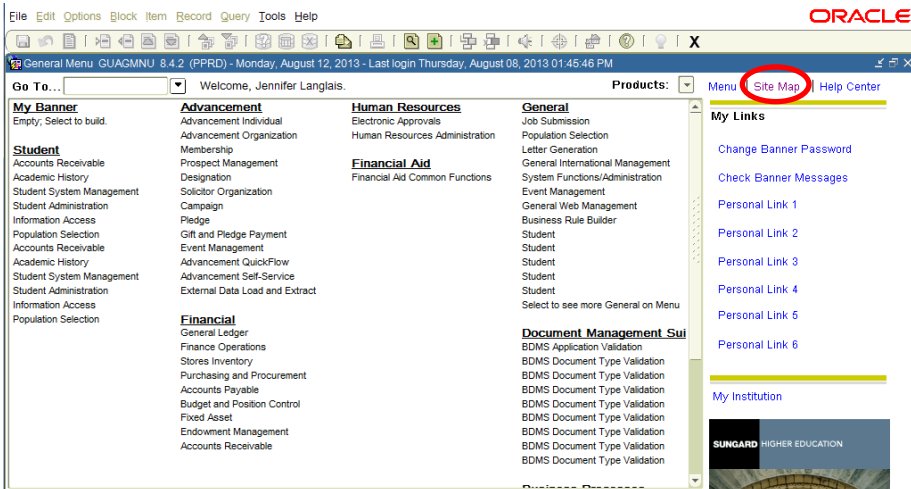 File Edit Options Block Item Record Query Tools Help
ORACLE
X
General Menu GUAGMNU 8.4.2 (PPRD) - Monday, August 12, 2013 - Last login Thursday, August 08, 2013 01:45:46 PM
Go To... Welcome, Jennifer Langlais. Products: Menu | Site Map | Help Center
My Banner
Empty; Select to build.
Student
Accounts Receivable
Academic History
Student System Management
Student Administration
Information Access
Population Selection
Accounts Receivable
Academic History
Student System Management
Student Administration
Information Access
Population Selection
Advancement
Advancement Individual
Advancement Organization
Membership
Prospect Management
Designation
Solicitor Organization
Campaign
Pledge
Gift and Pledge Payment
Event Management
Advancement QuickFlow
Advancement Self-Service
External Data Load and Extract
Financial
General Ledger
Finance Operations
Stores Inventory
Purchasing and Procurement
Accounts Payable
Budget and Position Control
Fixed Asset
Endowment Management
Accounts Receivable
Human Resources
Electronic Approvals
Human Resources Administration
Financial Aid
Financial Aid Common Functions
General
Job Submission
Population Selection
Letter Generation
General International Management
System Functions/Administration
Event Management
General Web Management
Business Rule Builder
Student
Student
Student
Student
Student
Select to see more General on Menu
Document Management Sui
BDMS Application Validation
BDMS Document Type Validation
BDMS Document Type Validation
BDMS Document Type Validation
BDMS Document Type Validation
BDMS Document Type Validation
BDMS Document Type Validation
BDMS Document Type Validation
BDMS Document Type Validation
Business Processes
My Links
Change Banner Password
Check Banner Messages
Personal Link 1
Personal Link 2
Personal Link 3
Personal Link 4
Personal Link 5
Personal Link 6
My Institution
SUNGARD HIGHER EDUCATION